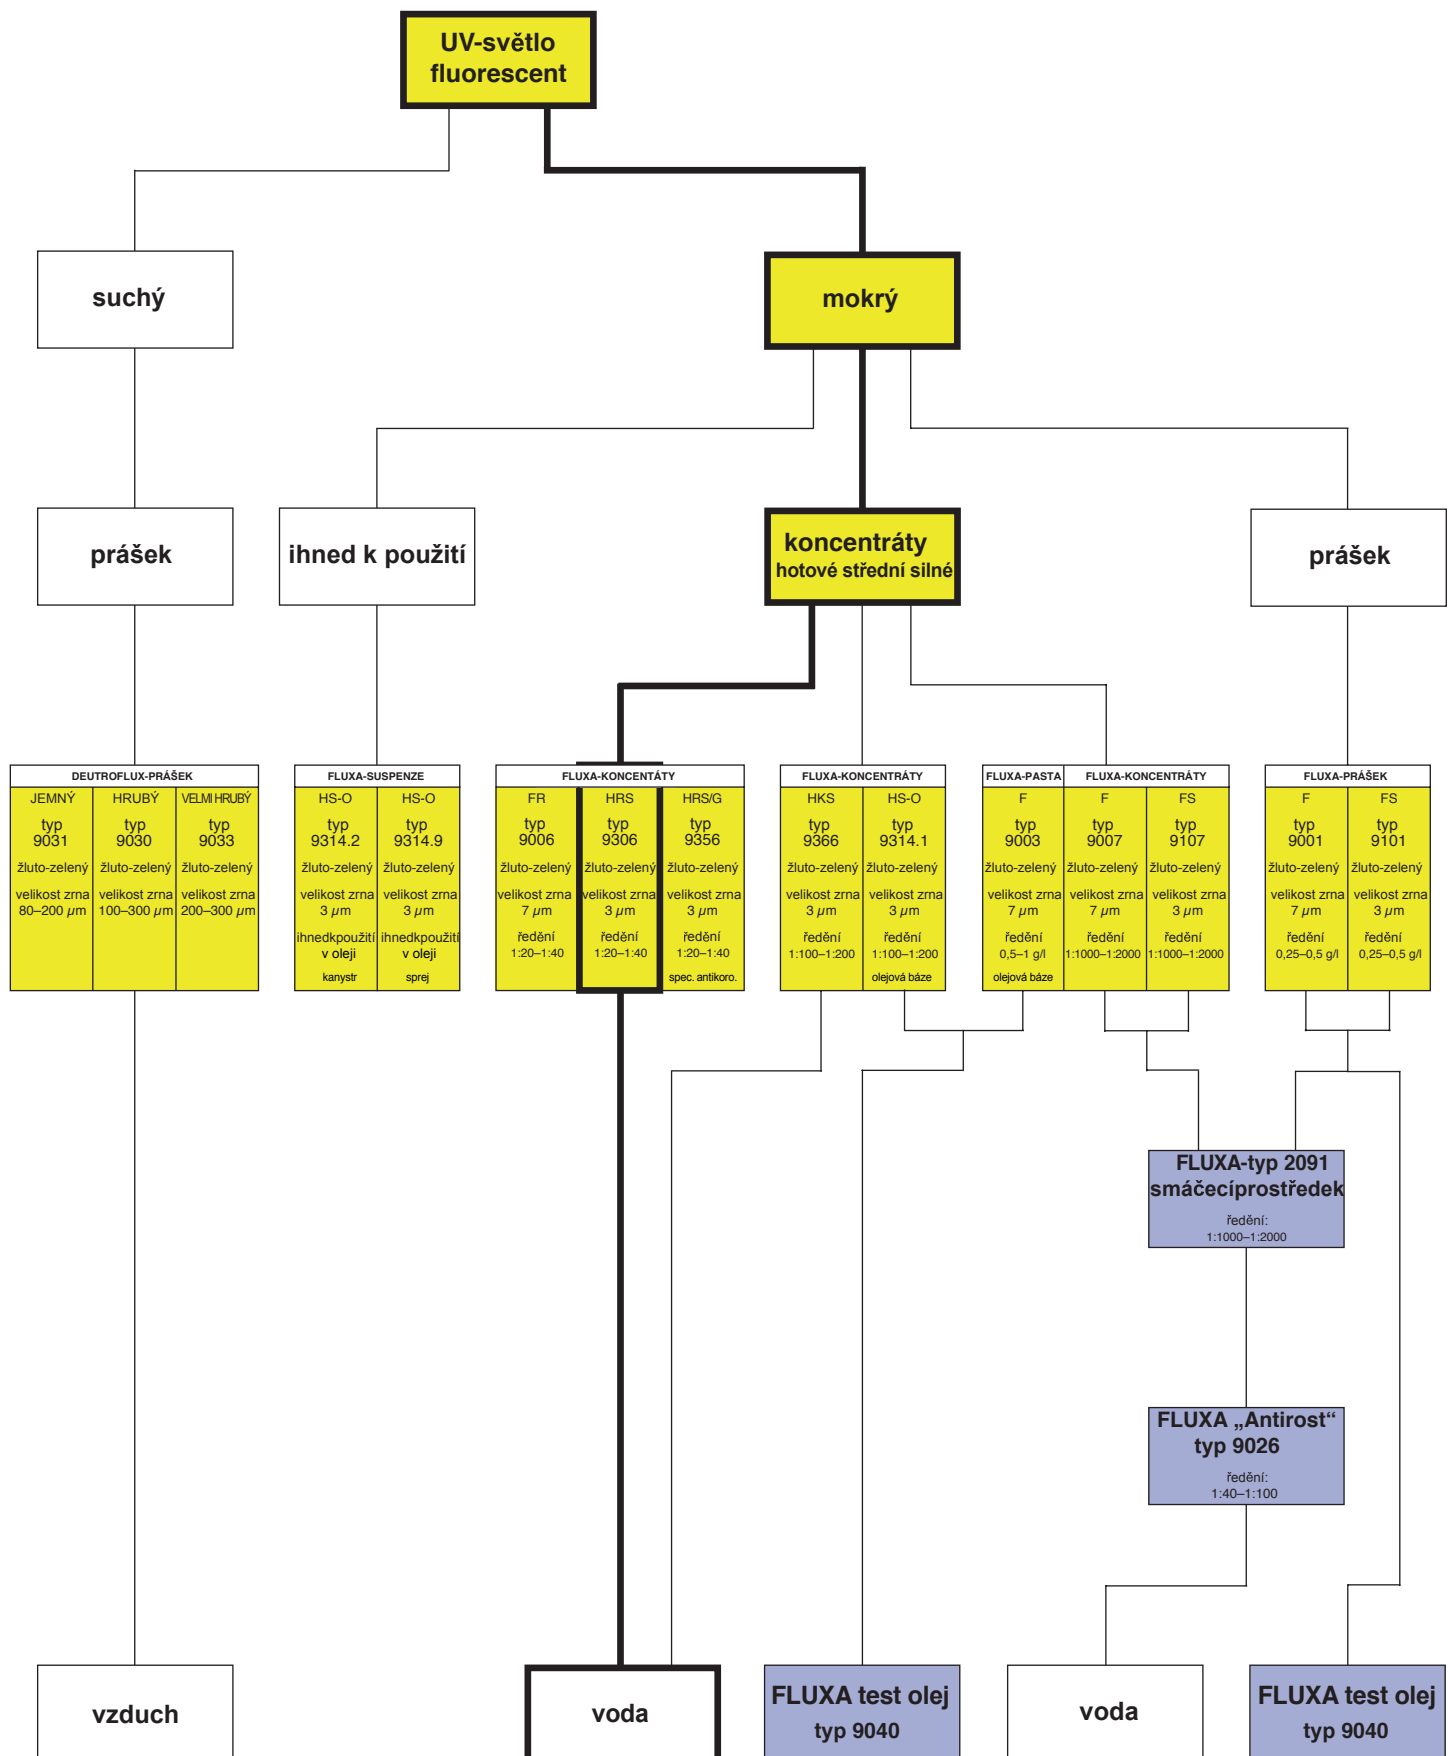 UV-světlo
fluorescent
suchý
mokrý
prášek
ihned k použití
koncentráty
hotové střední silné
prášek
DEUTROFLUX-PRÁŠEK
JEMNÝ
typ
9031
žluto-zelený
velikost zrna
80–200 µm
HRUBÝ
typ
9030
žluto-zelený
velikost zrna
100–300 µm
VELMI HRUBÝ
typ
9033
žluto-zelený
velikost zrna
200–300 µm
FLUXA-SUSPENZE
HS-O
typ
9314.2
žluto-zelený
velikost zrna
3 µm
ihnedkpoužití
v oleji
kanystr
HS-O
typ
9314.9
žluto-zelený
velikost zrna
3 µm
ihnedkpoužití
v oleji
sprej
FLUXA-KONCENTÁTY
FR
typ
9006
žluto-zelený
velikost zrna
7 µm
ředění
1:20–1:40
HRS
typ
9306
žluto-zelený
velikost zrna
3 µm
ředění
1:20–1:40
HRS/G
typ
9356
žluto-zelený
velikost zrna
3 µm
ředění
1:20–1:40
spec. antikoro.
FLUXA-KONCENTRÁTY
HKS
typ
9366
žluto-zelený
velikost zrna
3 µm
ředění
1:100–1:200
HS-O
typ
9314.1
žluto-zelený
velikost zrna
3 µm
ředění
1:100–1:200
olejová báze
FLUXA-PASTA
F
typ
9003
žluto-zelený
velikost zrna
7 µm
ředění
0,5–1 g/l
olejová báze
FLUXA-KONCENTRÁTY
F
typ
9007
žluto-zelený
velikost zrna
7 µm
ředění
1:1000–1:2000
FS
typ
9107
žluto-zelený
velikost zrna
3 µm
ředění
1:1000–1:2000
FLUXA-PRÁŠEK
F
typ
9001
žluto-zelený
velikost zrna
7 µm
ředění
0,25–0,5 g/l
FS
typ
9101
žluto-zelený
velikost zrna
3 µm
ředění
0,25–0,5 g/l
FLUXA-typ 2091
smáčecíprostředek
ředění:
1:1000–1:2000
FLUXA „Antirost“
typ 9026
ředění:
1:40–1:100
vzduch
voda
FLUXA test olej
typ 9040
voda
FLUXA test olej
typ 9040